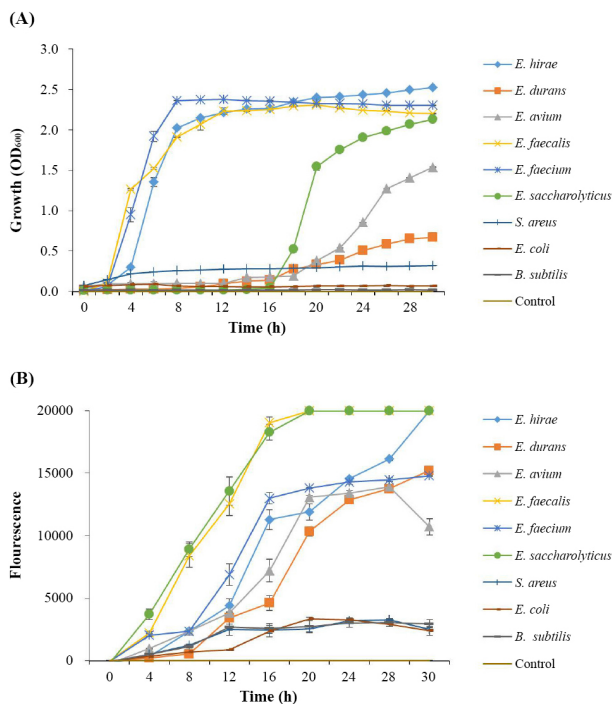 (A)
3.0
2.5
2.0
1.5
1.0
0.5
0.0
Growth (OD600)
0 4 8 12 16 20 24 28
Time (h)
E. hirae
E. durans
E. avium
E. faecalis
E. faecium
E. saccharolyticus
S. areus
E. coli
B. subtilis
Control
(B)
20000
15000
10000
5000
0
Flourescence
0 4 8 12 16 20 24 28 30
Time (h)
E. hirae
E. durans
E. avium
E. faecalis
E. faecium
E. saccharolyticus
S. areus
E. coli
B. subtilis
Control